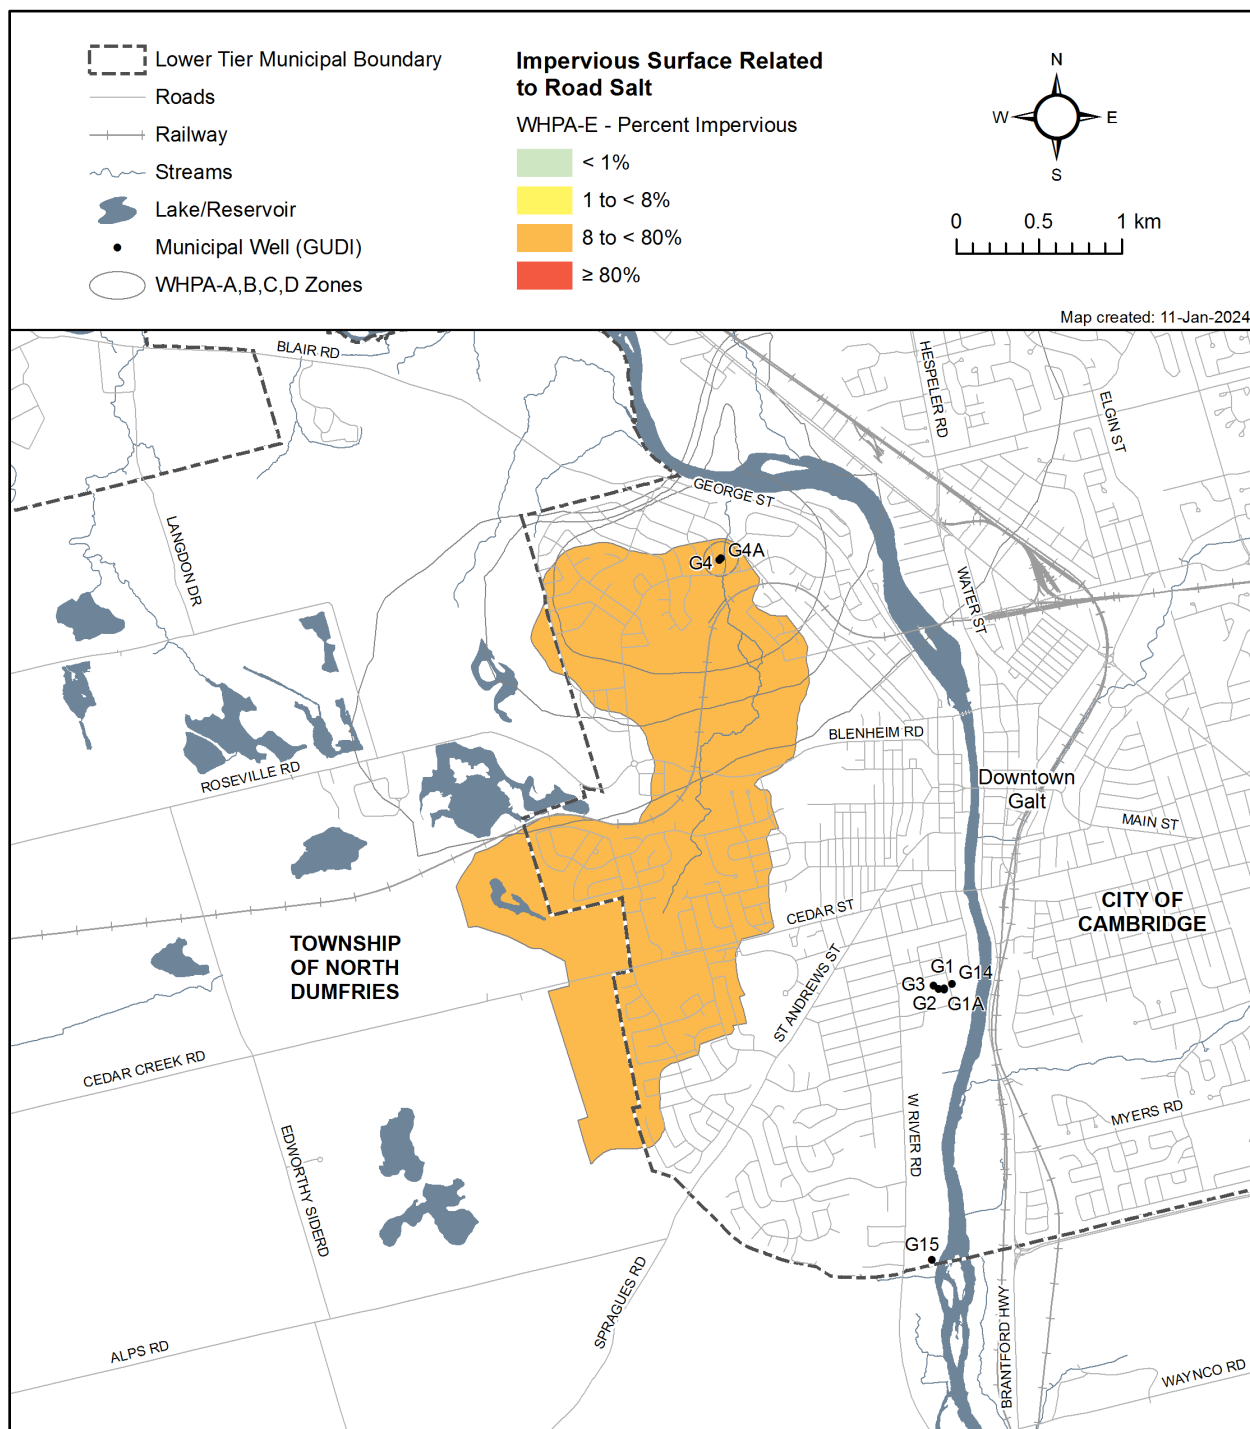 Lower Tier Municipal Boundary
Roads
Railway
Streams
Lake/Reservoir
Municipal Well (GUDI)
WHPA-A,B,C,D Zones
Impervious Surface Related
to Road Salt
WHPA-E - Percent Impervious
< 1%
1 to < 8%
8 to < 80%
≥ 80%
N
W
E
S
0 0.5 1 km
Map created: 11-Jan-2024
BLAIR RD
HESPELER RD
ELGIN ST
GEORGE ST
LANGDON DR
G4A
G4
WATER ST
BLENHEIM RD
ROSEVILLE RD
Downtown
Galt
MAIN ST
CEDAR ST
CITY OF
CAMBRIDGE
TOWNSHIP
OF NORTH
DUMFRIES
ST ANDREWS ST
G1
G14
G3
G2
G1A
CEDAR CREEK RD
W RIVER RD
MYERS RD
EDWORTHY SIDERD
G15
SPRAGUES RD
BRANTFORD HWY
ALPS RD
WAYNCO RD